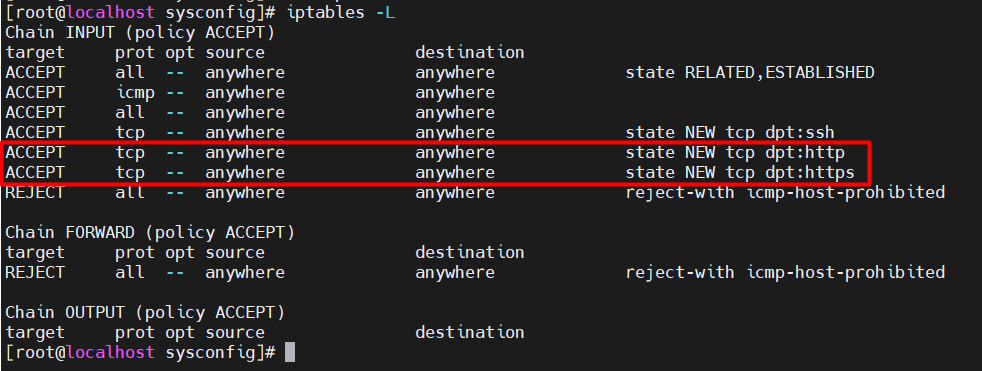 [root@localhost sysconfig]# iptables -L
Chain INPUT (policy ACCEPT)
target     prot opt source               destination
ACCEPT     all  --  anywhere             anywhere             state RELATED,ESTABLISHED
ACCEPT     icmp --  anywhere             anywhere
ACCEPT     all  --  anywhere             anywhere
ACCEPT     tcp  --  anywhere             anywhere             state NEW tcp dpt:ssh
ACCEPT     tcp  --  anywhere             anywhere             state NEW tcp dpt:http
ACCEPT     tcp  --  anywhere             anywhere             state NEW tcp dpt:https
REJECT     all  --  anywhere             anywhere             reject-with icmp-host-prohibited

Chain FORWARD (policy ACCEPT)
target     prot opt source               destination
REJECT     all  --  anywhere             anywhere             reject-with icmp-host-prohibited

Chain OUTPUT (policy ACCEPT)
target     prot opt source               destination
[root@localhost sysconfig]#